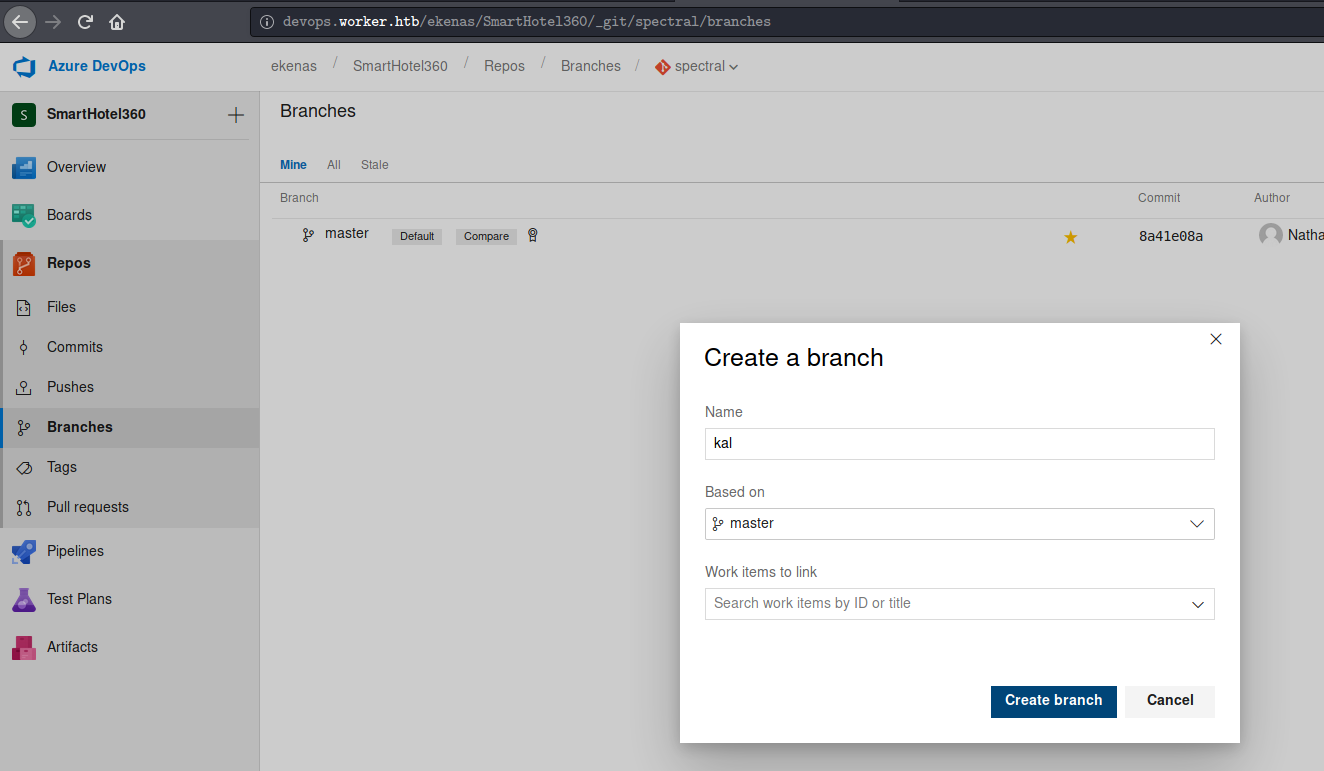 devops.worker.htb/ekenas/SmartHotel360/_git/spectral/branches
Azure DevOps
ekenas / SmartHotel360 / Repos / Branches / spectral
S SmartHotel360
Branches
Mine All Stale
Branch Commit Author
master Default Compare 8a41e08a Natha
Overview
Boards
Repos
Files
Commits
Pushes
Branches
Tags
Pull requests
Pipelines
Test Plans
Artifacts
Create a branch
Name
kal
Based on
master
Work items to link
Search work items by ID or title
Create branch Cancel